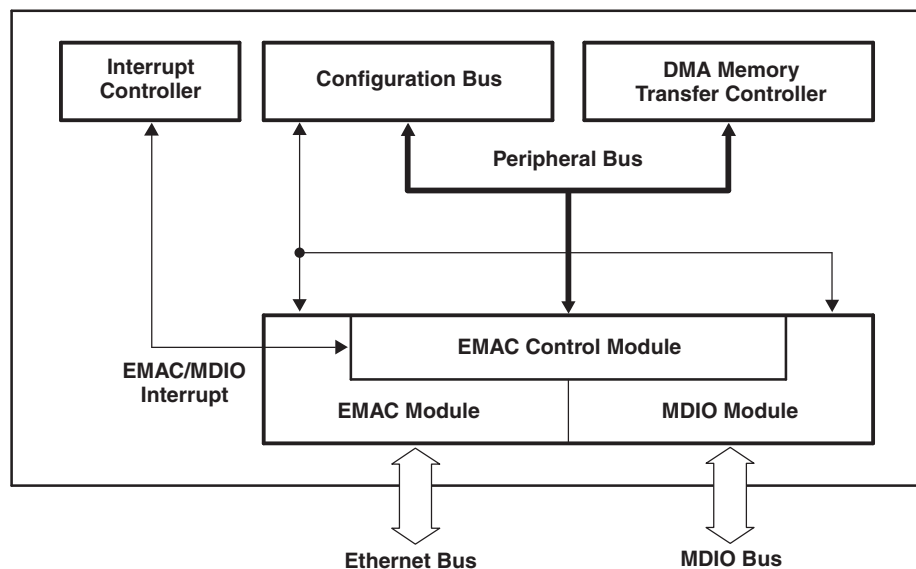 Interrupt
Controller
Configuration Bus
DMA Memory
Transfer Controller
Peripheral Bus
EMAC Control Module
EMAC/MDIO
Interrupt
EMAC Module
MDIO Module
Ethernet Bus
MDIO Bus